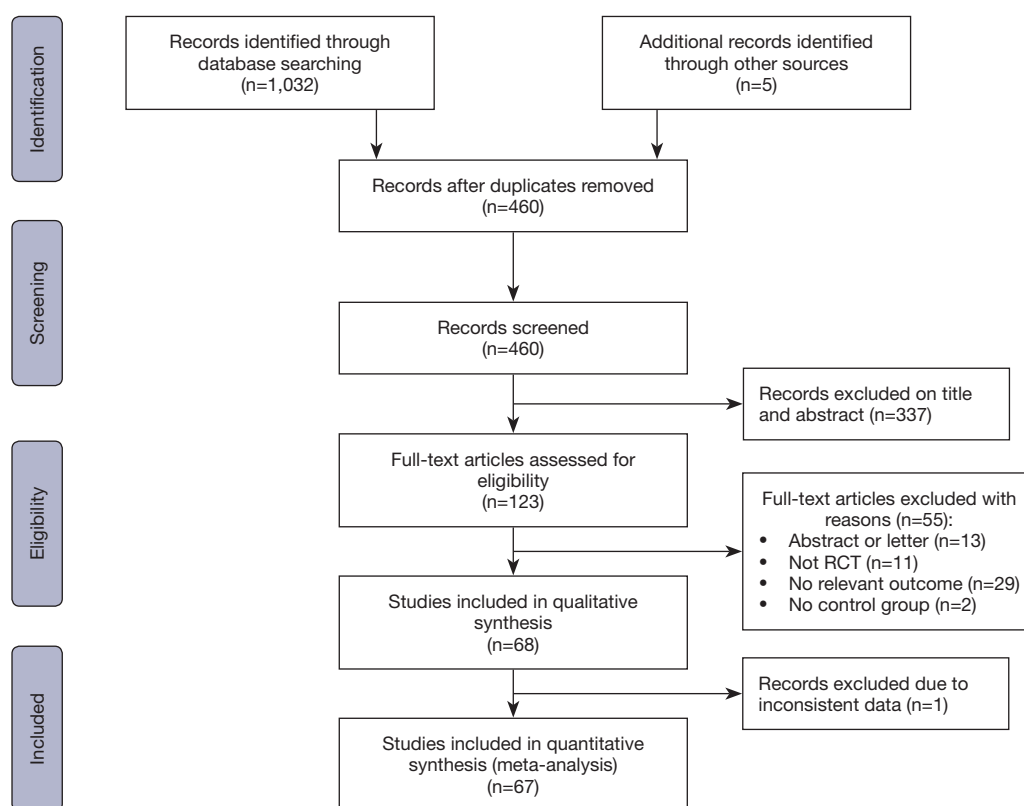 Identification
Records identified through
database searching
(n=1,032)
Additional records identified
through other sources
(n=5)
Records after duplicates removed
(n=460)
Screening
Records screened
(n=460)
Records excluded on title
and abstract (n=337)
Eligibility
Full-text articles assessed for
eligibility
(n=123)
Full-text articles excluded with
reasons (n=55):
• Abstract or letter (n=13)
• Not RCT (n=11)
• No relevant outcome (n=29)
• No control group (n=2)
Studies included in qualitative
synthesis
(n=68)
Included
Records excluded due to
inconsistent data (n=1)
Studies included in quantitative
synthesis (meta-analysis)
(n=67)